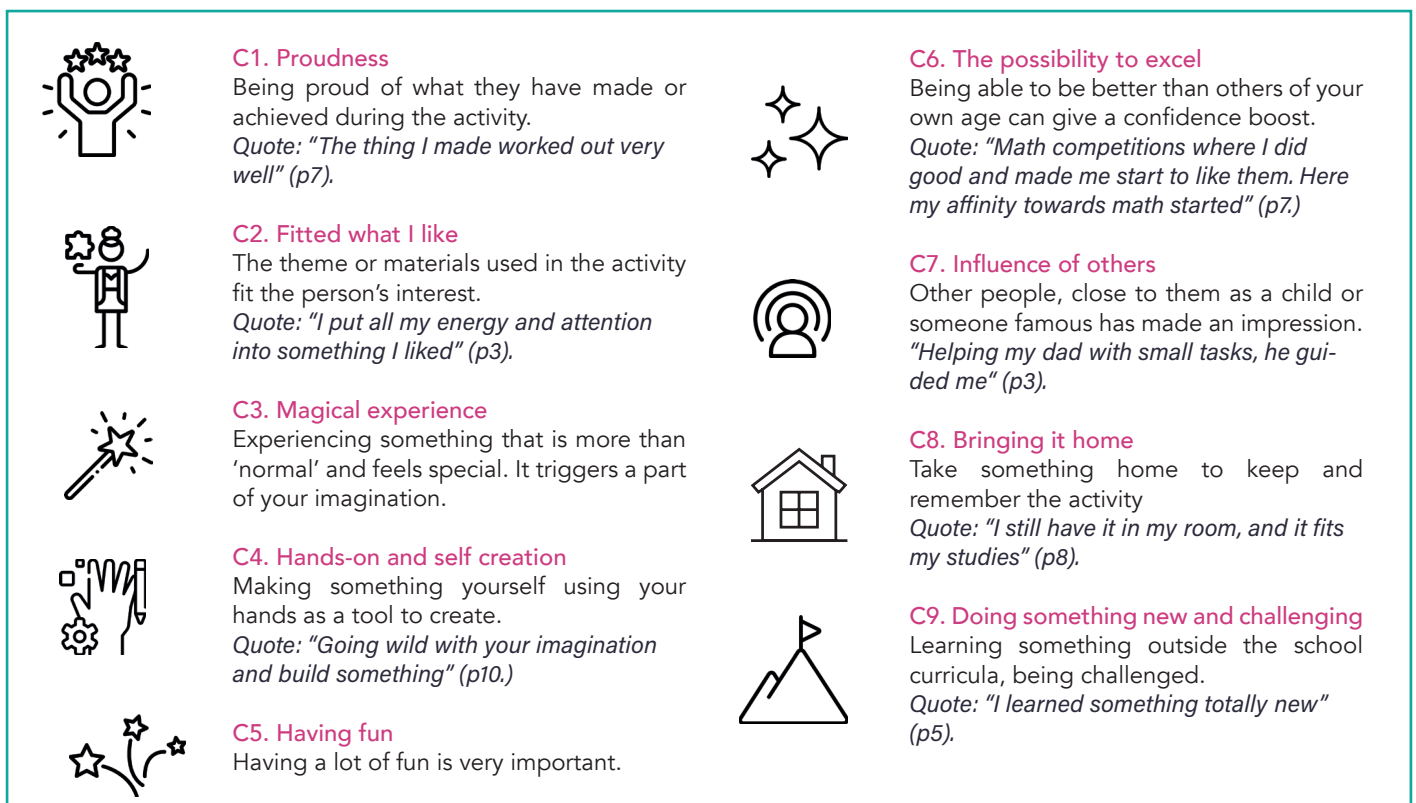 C1. Proudness
Being proud of what they have made or
achieved during the activity.
Quote: “The thing I made worked out very
well” (p7).
C2. Fitted what I like
The theme or materials used in the activity
fit the person’s interest.
Quote: “I put all my energy and attention
into something I liked” (p3).
C3. Magical experience
Experiencing something that is more than
‘normal’ and feels special. It triggers a part
of your imagination.
C4. Hands-on and self creation
Making something yourself using your
hands as a tool to create.
Quote: “Going wild with your imagination
and build something” (p10.)
C5. Having fun
Having a lot of fun is very important.
C6. The possibility to excel
Being able to be better than others of your
own age can give a confidence boost.
Quote: “Math competitions where I did
good and made me start to like them. Here
my affinity towards math started” (p7.)
C7. Influence of others
Other people, close to them as a child or
someone famous has made an impression.
“Helping my dad with small tasks, he gui-
ded me” (p3).
C8. Bringing it home
Take something home to keep and
remember the activity
Quote: “I still have it in my room, and it fits
my studies” (p8).
C9. Doing something new and challenging
Learning something outside the school
curricula, being challenged.
Quote: “I learned something totally new”
(p5).